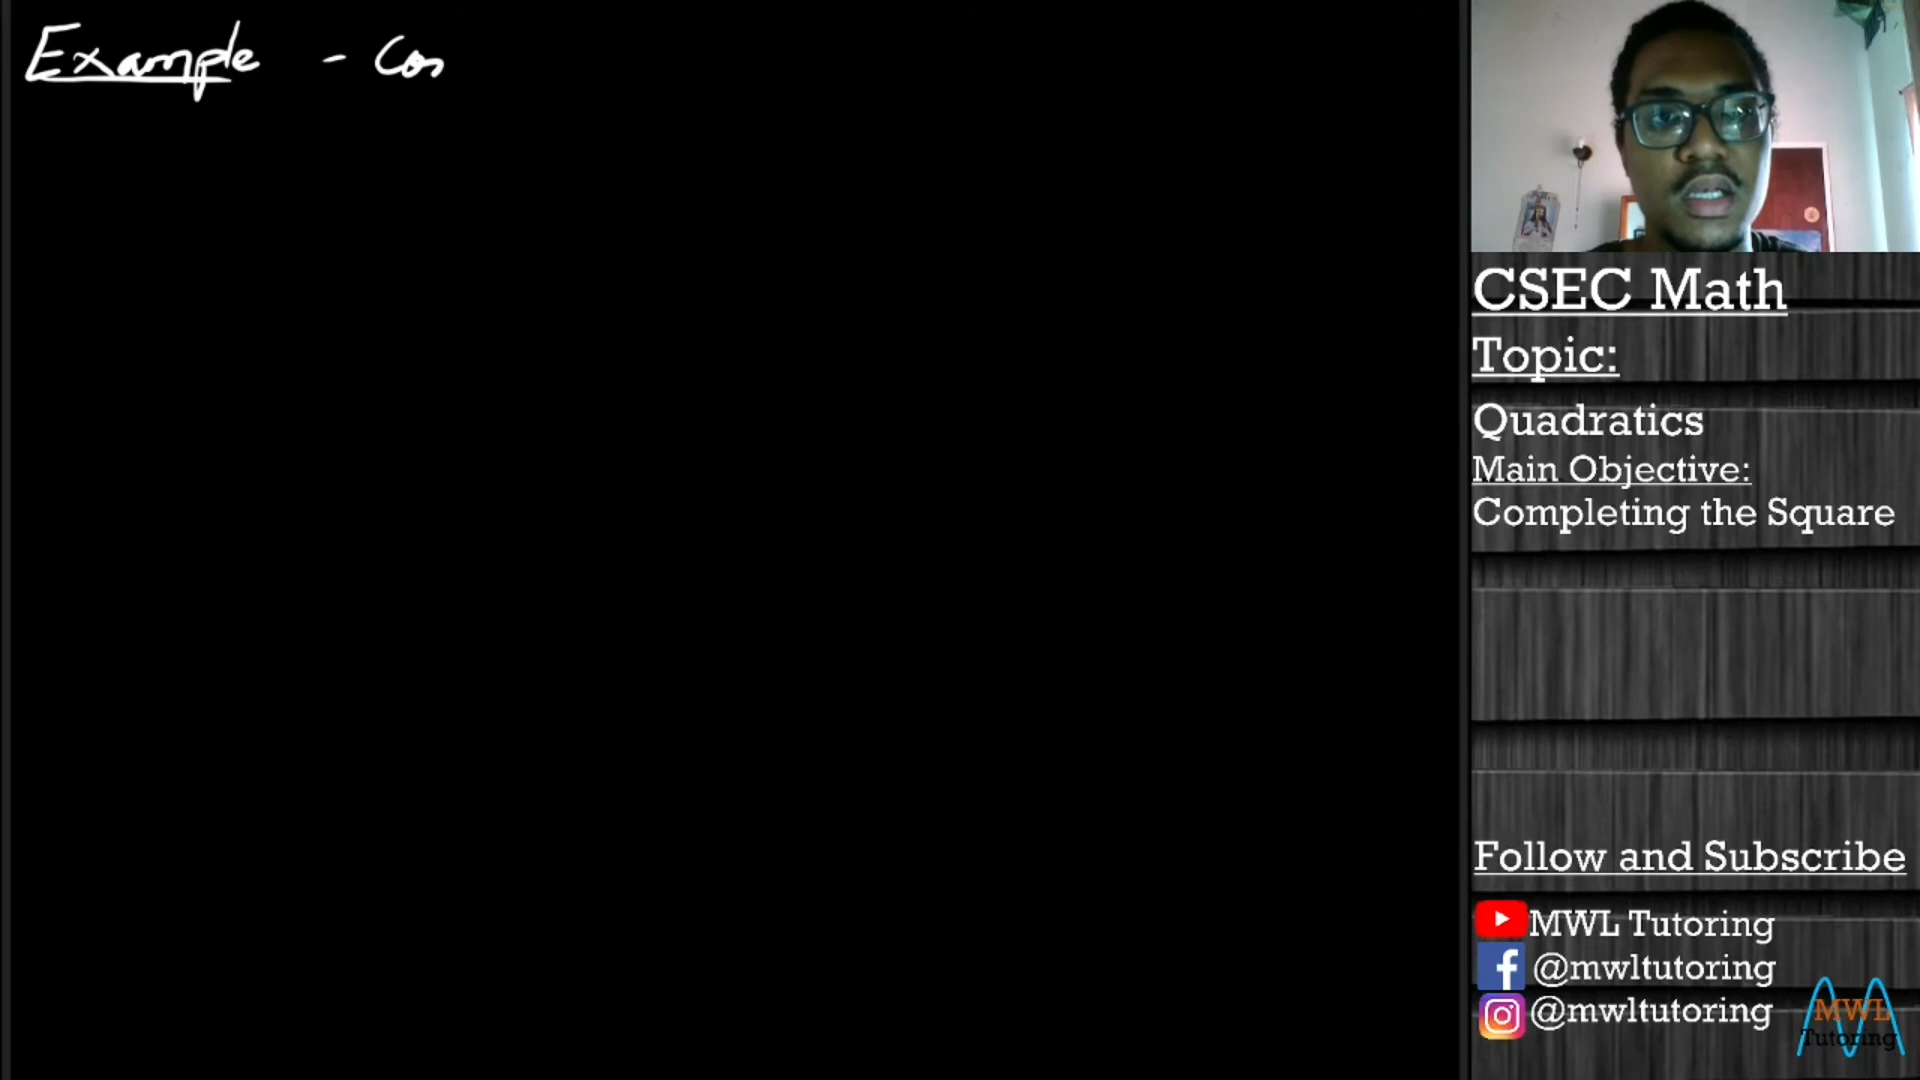 Example - Con
CSEC Math
Topic:
Quadratics
Main Objective:
Completing the Square
Follow and Subscribe
MWL Tutoring
@mwltutoring
@mwltutoring
MWL
Tutoring